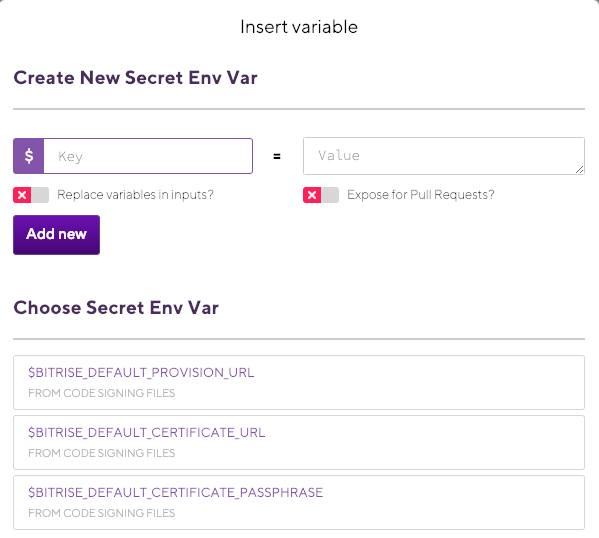 Insert variable
Create New Secret Env Var
$ Key = Value
Replace variables in inputs? Expose for Pull Requests?
Add new
Choose Secret Env Var
$BITRISE_DEFAULT_PROVISION_URL
FROM CODE SIGNING FILES
$BITRISE_DEFAULT_CERTIFICATE_URL
FROM CODE SIGNING FILES
$BITRISE_DEFAULT_CERTIFICATE_PASSPHRASE
FROM CODE SIGNING FILES